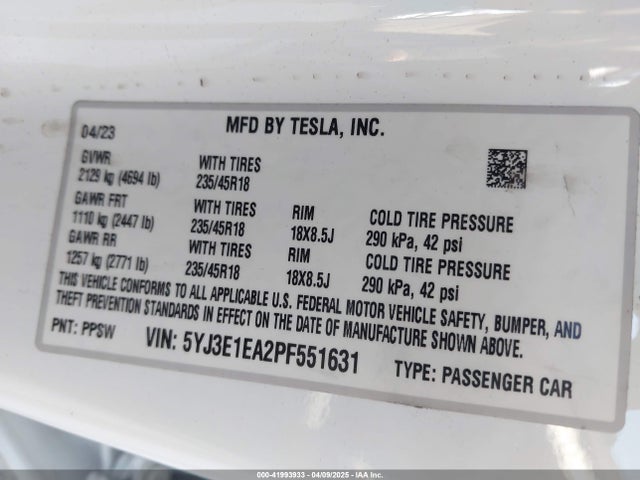 04/23 MFD BY TESLA, INC.
GVWR WITH TIRES
2129 kg (4694 lb) 235/45R18
GAWR FRT WITH TIRES RIM COLD TIRE PRESSURE
1110 kg (2447 lb) 235/45R18 18X8.5J 290 kPa, 42 psi
GAWR RR WITH TIRES RIM COLD TIRE PRESSURE
1257 kg (2771 lb) 235/45R18 18X8.5J 290 kPa, 42 psi
THIS VEHICLE CONFORMS TO ALL APPLICABLE U.S. FEDERAL MOTOR VEHICLE SAFETY, BUMPER, AND
THEFT PREVENTION STANDARDS IN EFFECT ON THE DATE OF MANUFACTURE SHOWN ABOVE.
PNT: PPSW VIN: 5YJ3E1EA2PF551631 TYPE: PASSENGER CAR
000-41993933 - 04/09/2025 - IAA Inc.